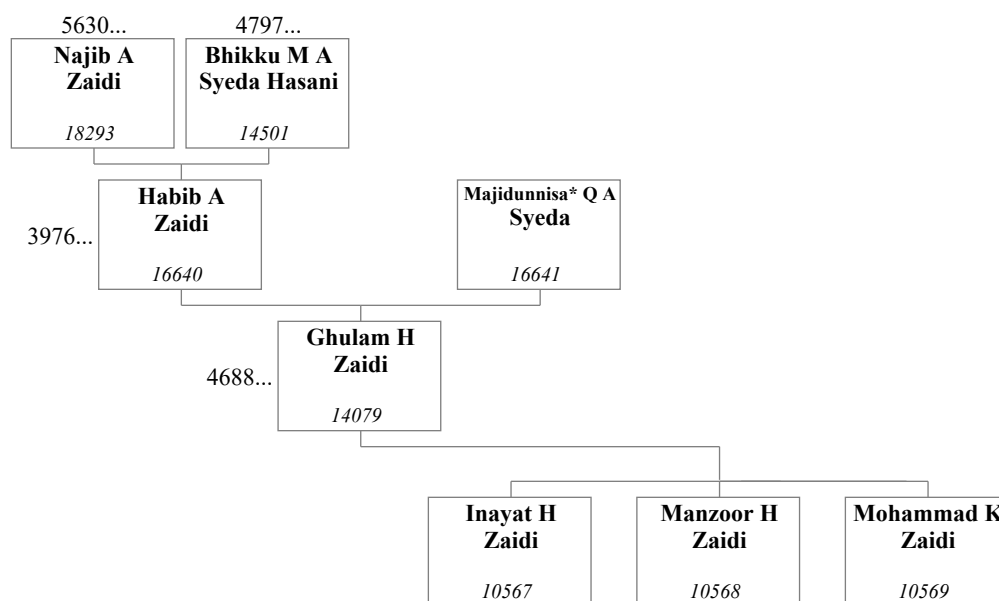 5630...
4797...
Najib A
Zaidi
18293
Bhikku M A
Syeda Hasani
14501
3976...
Habib A
Zaidi
16640
Majidunnisa* Q A
Syeda
16641
4688...
Ghulam H
Zaidi
14079
Inayat H
Zaidi
10567
Manzoor H
Zaidi
10568
Mohammad K
Zaidi
10569